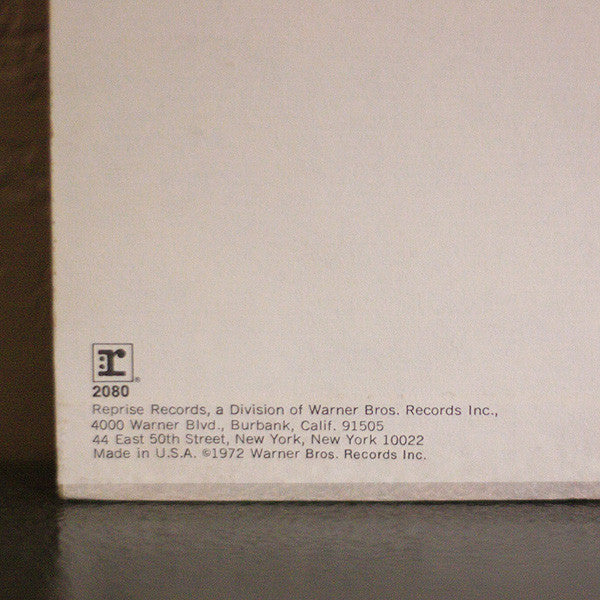 r:
®
2080
Reprise Records, a Division of Warner Bros. Records Inc.,
4000 Warner Blvd., Burbank, Calif. 91505
44 East 50th Street, New York, New York 10022
Made in U.S.A. ©1972 Warner Bros. Records Inc.